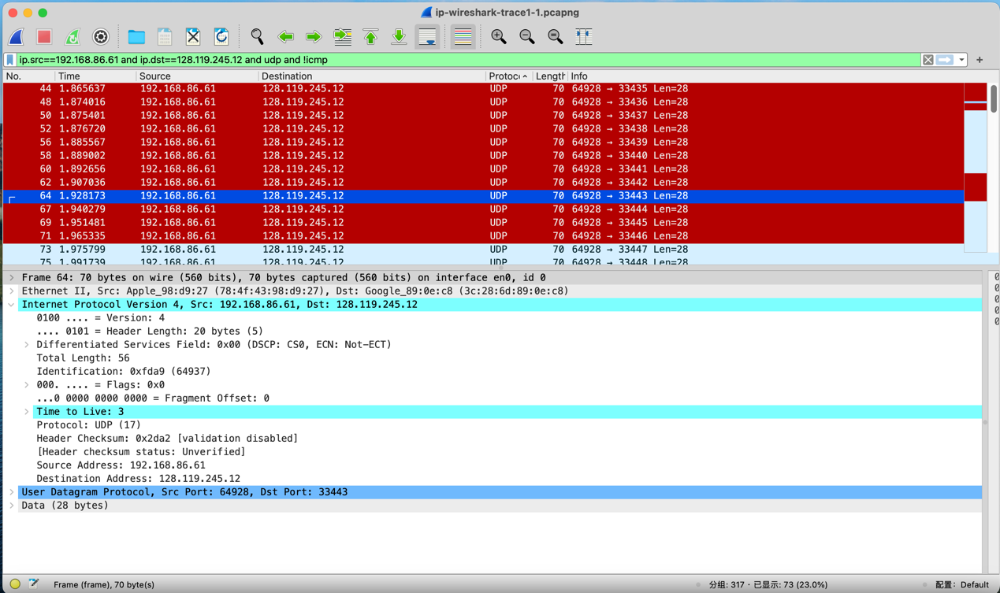 ip-wireshark-trace1-1.pcapng
ip.src==192.168.86.61 and ip.dst==128.119.245.12 and udp and !icmp
No. Time Source Destination Protoco Length Info
44 1.865637 192.168.86.61 128.119.245.12 UDP 70 64928 → 33435 Len=28
48 1.874016 192.168.86.61 128.119.245.12 UDP 70 64928 → 33436 Len=28
50 1.875401 192.168.86.61 128.119.245.12 UDP 70 64928 → 33437 Len=28
52 1.876720 192.168.86.61 128.119.245.12 UDP 70 64928 → 33438 Len=28
56 1.885567 192.168.86.61 128.119.245.12 UDP 70 64928 → 33439 Len=28
58 1.889002 192.168.86.61 128.119.245.12 UDP 70 64928 → 33440 Len=28
60 1.892656 192.168.86.61 128.119.245.12 UDP 70 64928 → 33441 Len=28
62 1.907036 192.168.86.61 128.119.245.12 UDP 70 64928 → 33442 Len=28
64 1.928173 192.168.86.61 128.119.245.12 UDP 70 64928 → 33443 Len=28
67 1.940279 192.168.86.61 128.119.245.12 UDP 70 64928 → 33444 Len=28
69 1.951481 192.168.86.61 128.119.245.12 UDP 70 64928 → 33445 Len=28
71 1.965335 192.168.86.61 128.119.245.12 UDP 70 64928 → 33446 Len=28
73 1.975799 192.168.86.61 128.119.245.12 UDP 70 64928 → 33447 Len=28
75 1.991739 192.168.86.61 128.119.245.12 UDP 70 64928 → 33448 Len=28
Frame 64: 70 bytes on wire (560 bits), 70 bytes captured (560 bits) on interface en0, id 0
Ethernet II, Src: Apple_98:d9:27 (78:4f:43:98:d9:27), Dst: Google_89:0e:c8 (3c:28:6d:89:0e:c8)
Internet Protocol Version 4, Src: 192.168.86.61, Dst: 128.119.245.12
0100 .... = Version: 4
.... 0101 = Header Length: 20 bytes (5)
Differentiated Services Field: 0x00 (DSCP: CS0, ECN: Not-ECT)
Total Length: 56
Identification: 0xfda9 (64937)
000. .... = Flags: 0x0
...0 0000 0000 0000 = Fragment Offset: 0
Time to Live: 3
Protocol: UDP (17)
Header Checksum: 0x2da2 [validation disabled]
[Header checksum status: Unverified]
Source Address: 192.168.86.61
Destination Address: 128.119.245.12
User Datagram Protocol, Src Port: 64928, Dst Port: 33443
Data (28 bytes)
Frame (frame), 70 byte(s) 分组: 317 · 已显示: 73 (23.0%) 配置: Default